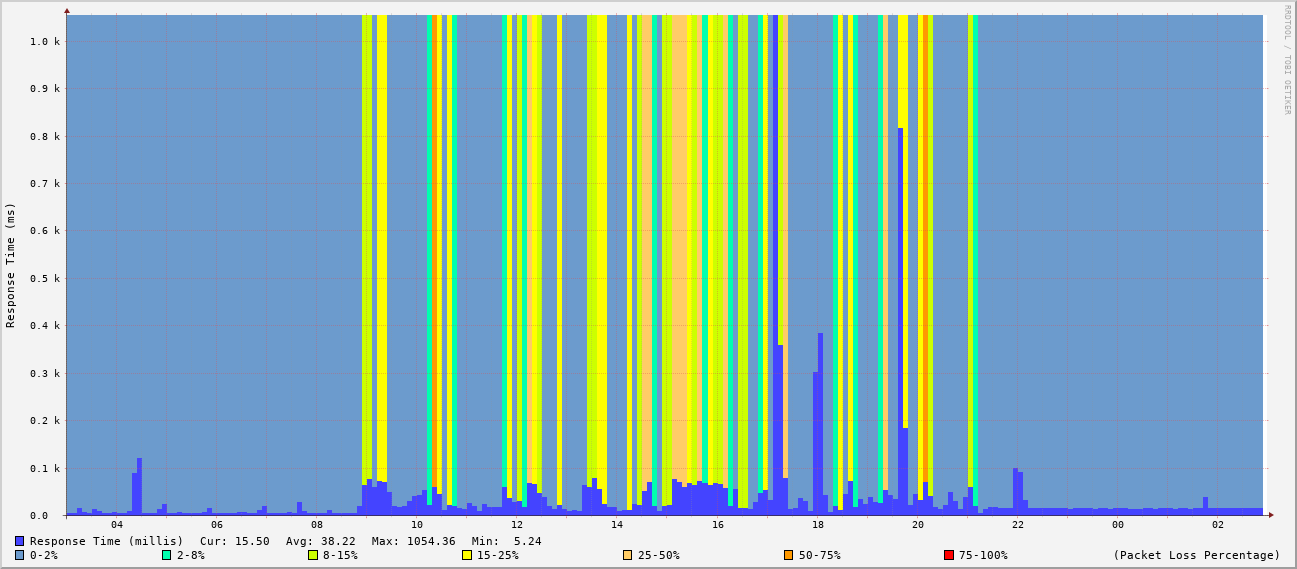 RRDTOOL / TOBI OETIKER
Response Time (ms)
1.0 k
0.9 k
0.8 k
0.7 k
0.6 k
0.5 k
0.4 k
0.3 k
0.2 k
0.1 k
0.0
04 06 08 10 12 14 16 18 20 22 00 02
Response Time (millis) Cur: 15.50 Avg: 38.22 Max: 1054.36 Min: 5.24
0-2% 2-8% 8-15% 15-25% 25-50% 50-75% 75-100% (Packet Loss Percentage)